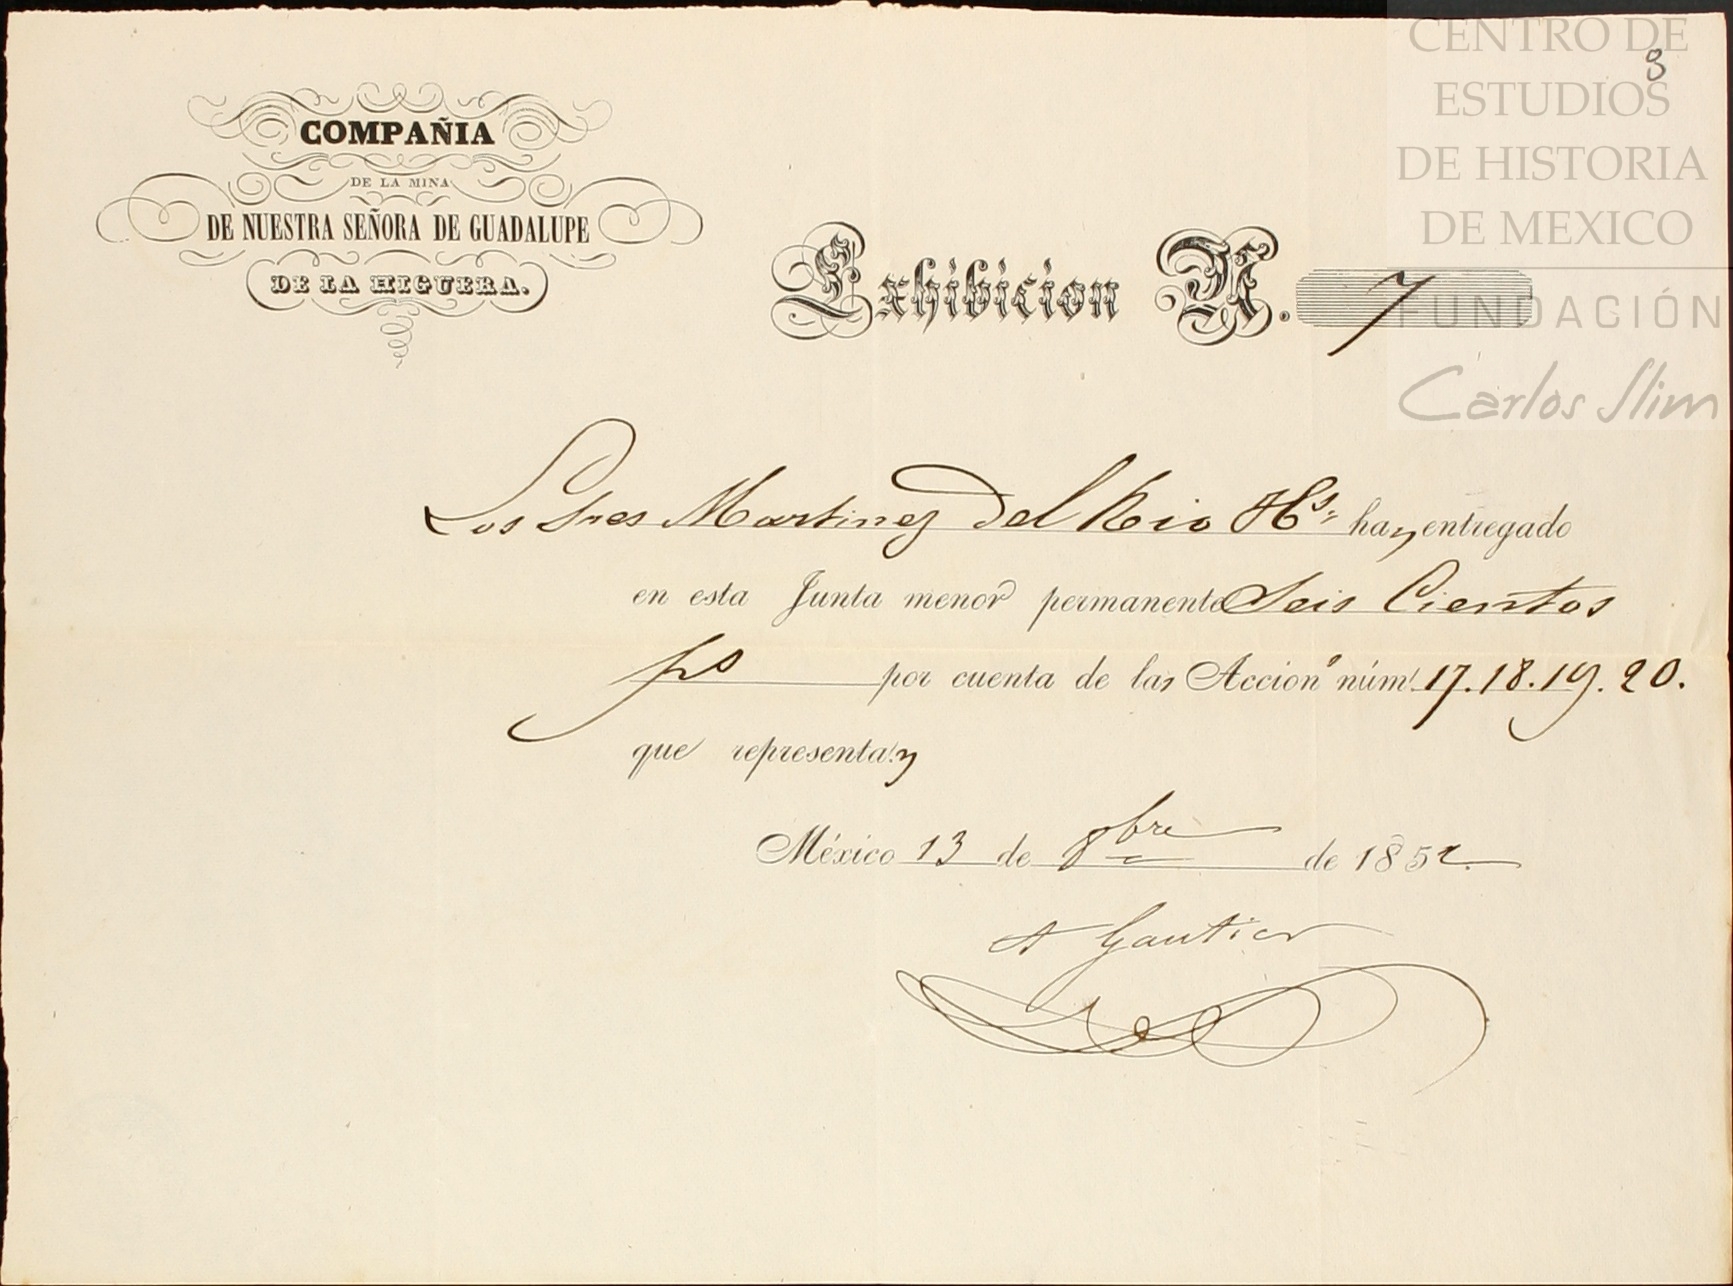 COMPAÑIA
DE LA MINA
DE NUESTRA SEÑORA DE GUADALUPE
DE LA HIGUERA.
CENTRO DE
ESTUDIOS
DE HISTORIA
DE MEXICO
FUNDACIÓN
Carlos Slim
3
Exhibicion N. 7
Los Sres Martinez del Rio Hs. han entregado
en esta Junta menor permanente Seis Cientos
ps por cuenta de las Accions núms 17. 18. 19. 20.
que representan
México 13 de 8bre de 1852.
A Gautier